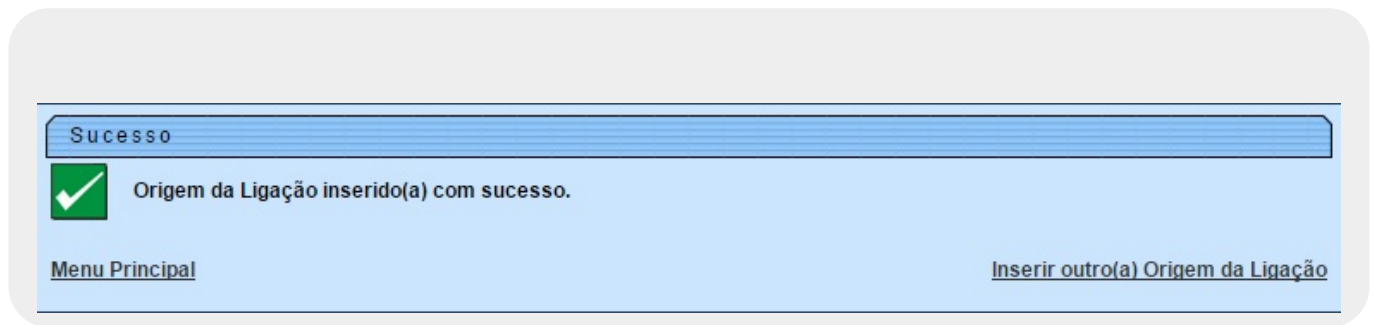 Sucesso
Origem da Ligação inserido(a) com sucesso.
Menu Principal
Inserir outro(a) Origem da Ligação